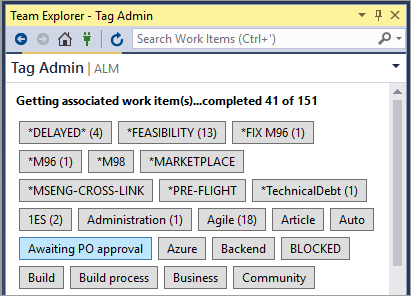 Team Explorer - Tag Admin
Search Work Items (Ctrl+')
Tag Admin | ALM
Getting associated work item(s)...completed 41 of 151
*DELAYED* (4) *FEASIBILITY (13) *FIX M96 (1)
*M96 (1) *M98 *MARKETPLACE
*MSENG-CROSS-LINK *PRE-FLIGHT *TechnicalDebt (1)
1ES (2) Administration (1) Agile (18) Article Auto
Awaiting PO approval Azure Backend BLOCKED
Build Build process Business Community